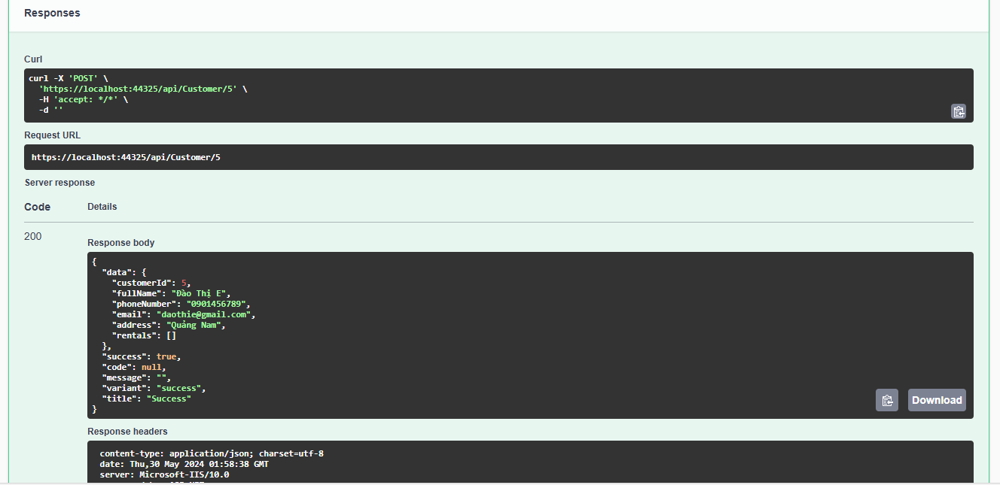 Responses
Curl
curl -X 'POST' \
  'https://localhost:44325/api/Customer/5' \
  -H 'accept: */*' \
  -d ''
Request URL
https://localhost:44325/api/Customer/5
Server response
Code Details
200
Response body
{
  "data": {
    "customerId": 5,
    "fullName": "Đào Thị E",
    "phoneNumber": "0901456789",
    "email": "daothie@gmail.com",
    "address": "Quảng Nam",
    "rentals": []
  },
  "success": true,
  "code": null,
  "message": "",
  "variant": "success",
  "title": "Success"
}
Download
Response headers
content-type: application/json; charset=utf-8
date: Thu,30 May 2024 01:58:38 GMT
server: Microsoft-IIS/10.0